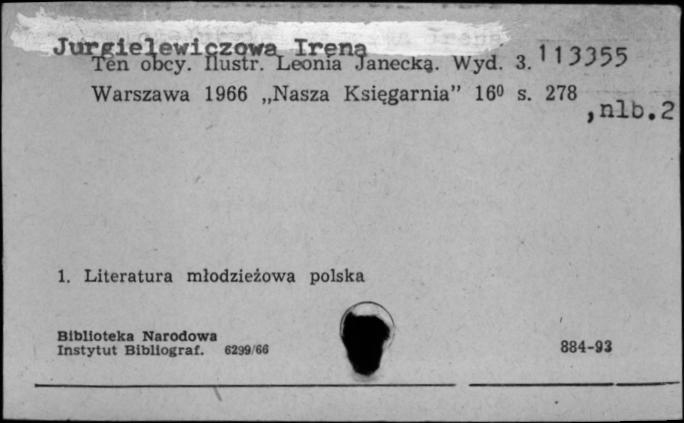 Jurgielewiczowa Irena
Ten obcy. Ilustr. Leonia Janecka. Wyd. 3. 113355
Warszawa 1966 „Nasza Księgarnia” 16⁰ s. 278
,nlb.2
1. Literatura młodzieżowa polska
Biblioteka Narodowa
Instytut Bibliograf. 6299/66
884-93